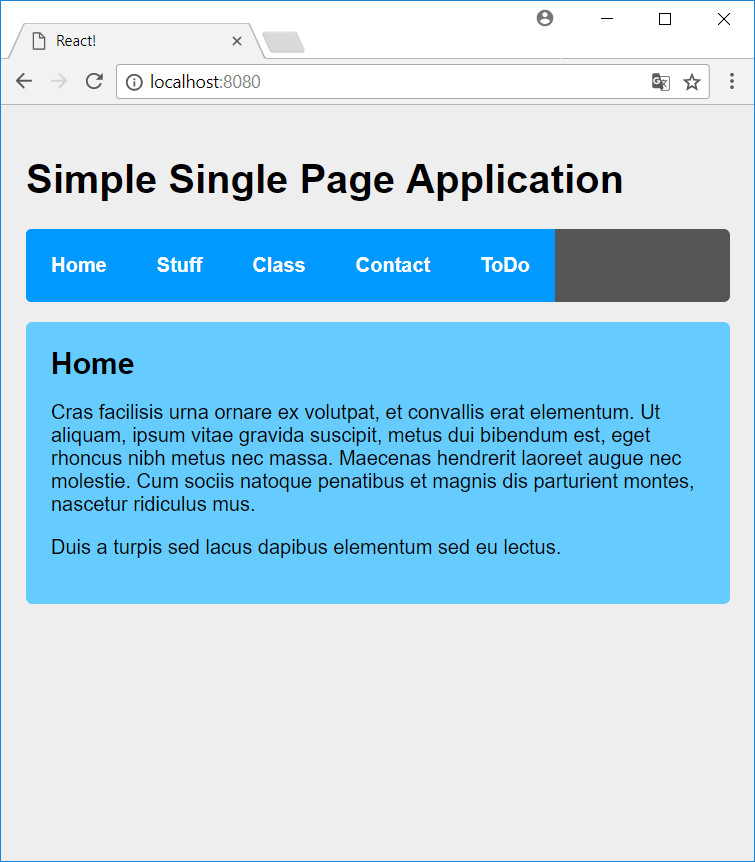 React!
localhost:8080
Simple Single Page Application
Home Stuff Class Contact ToDo
Home
Cras facilisis urna ornare ex volutpat, et convallis erat elementum. Ut
aliquam, ipsum vitae gravida suscipit, metus dui bibendum est, eget
rhoncus nibh metus nec massa. Maecenas hendrerit laoreet augue nec
molestie. Cum sociis natoque penatibus et magnis dis parturient montes,
nascetur ridiculus mus.
Duis a turpis sed lacus dapibus elementum sed eu lectus.